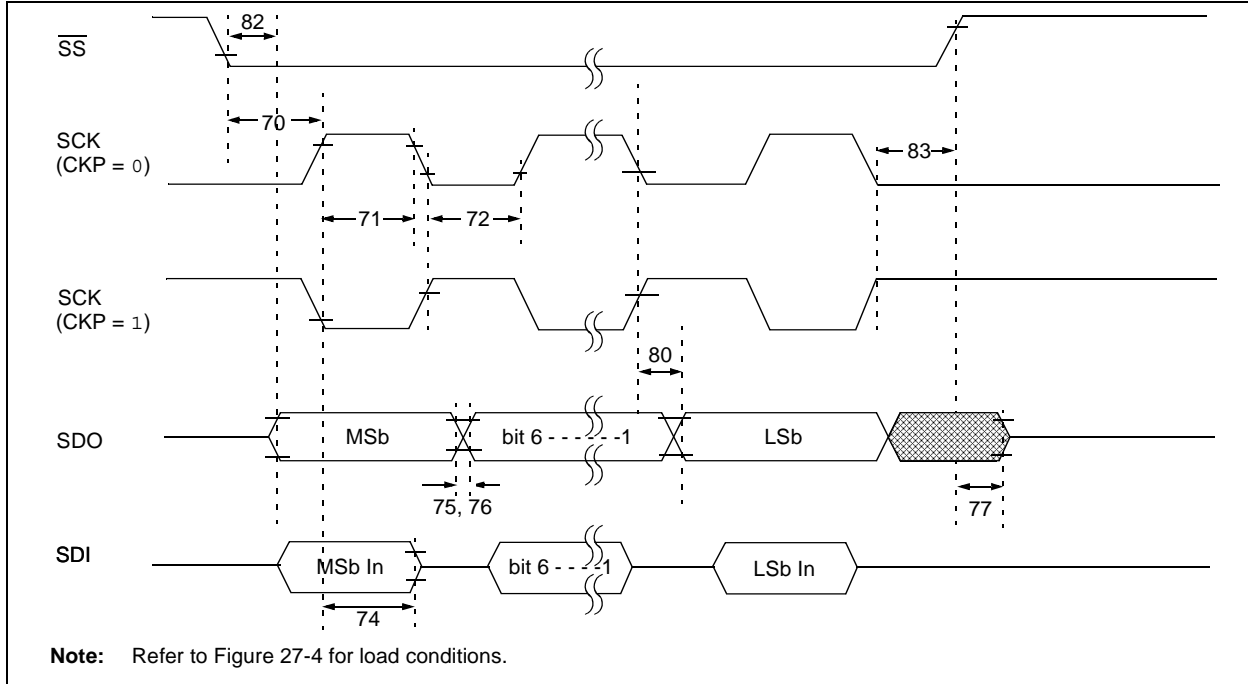 82
SS
70
SCK
(CKP = 0)
83
71
72
SCK
(CKP = 1)
80
SDO
MSb
bit 6 - - - - - -1
LSb
75, 76
77
SDI
MSb In
bit 6 - - - -1
LSb In
74
Note: Refer to Figure 27-4 for load conditions.